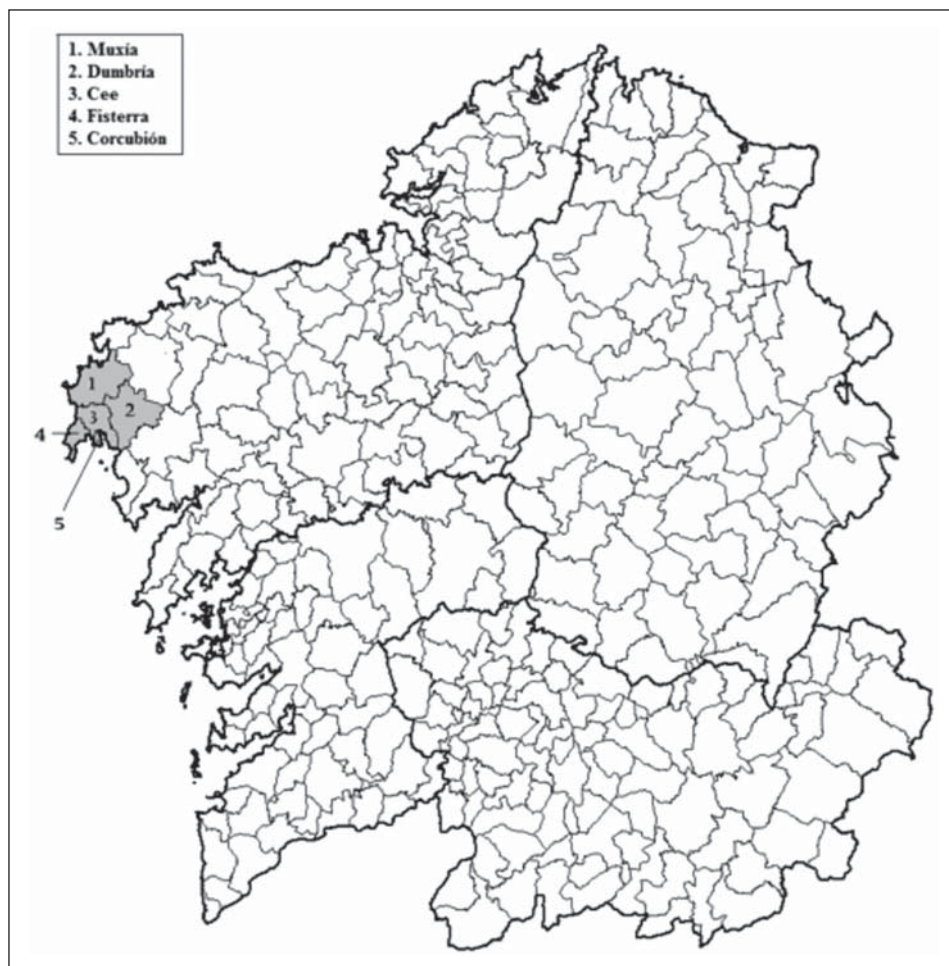 1. Muxía
2. Dumbría
3. Cee
4. Fisterra
5. Corcubión
1
2
3
4
5